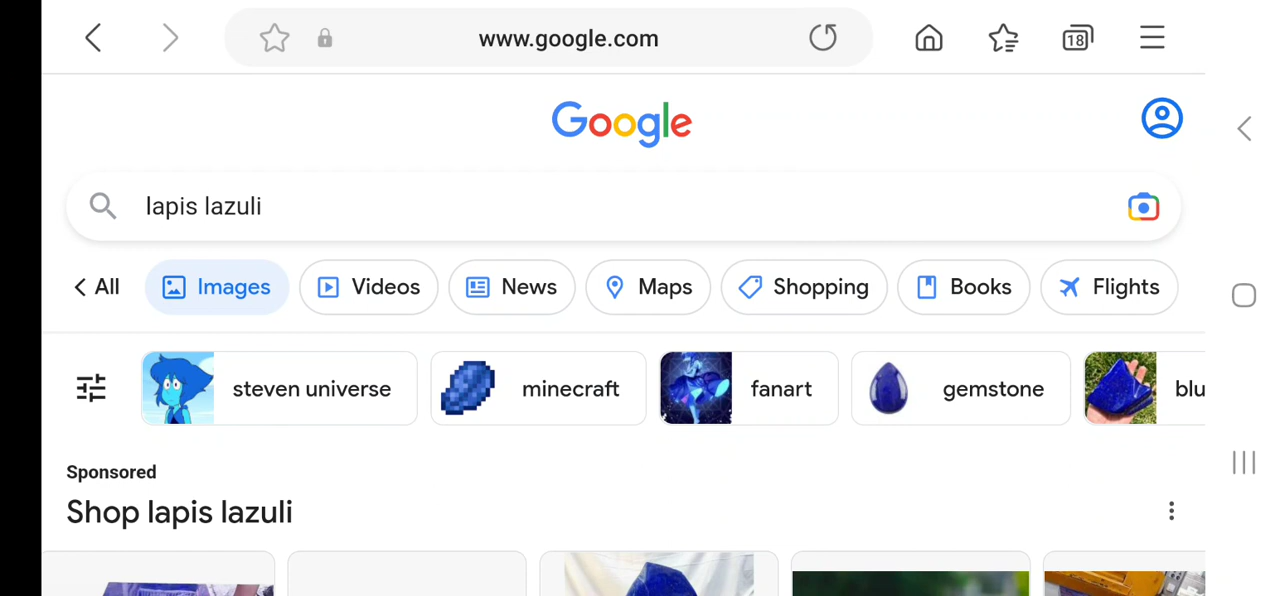 www.google.com
18
Google
lapis lazuli
All Images Videos News Maps Shopping Books Flights
steven universe minecraft fanart gemstone blu
Sponsored
Shop lapis lazuli